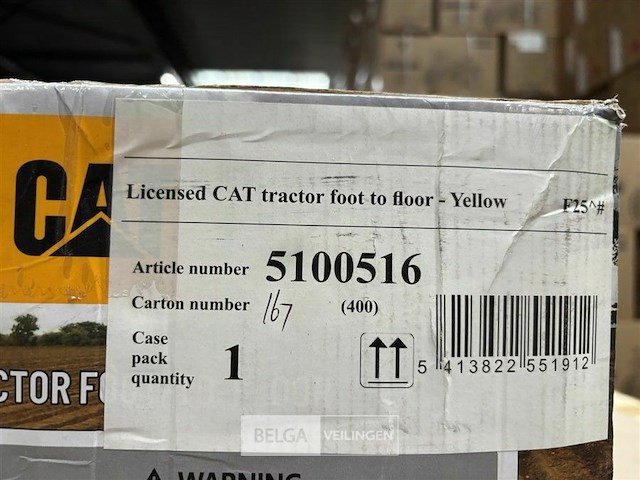 CA
Licensed CAT tractor foot to floor - Yellow F25^#
Article number 5100516
Carton number 167 (400)
Case
pack
quantity 1
5 413822 551912
CTOR FO
BELGA VEILINGEN
WARNING